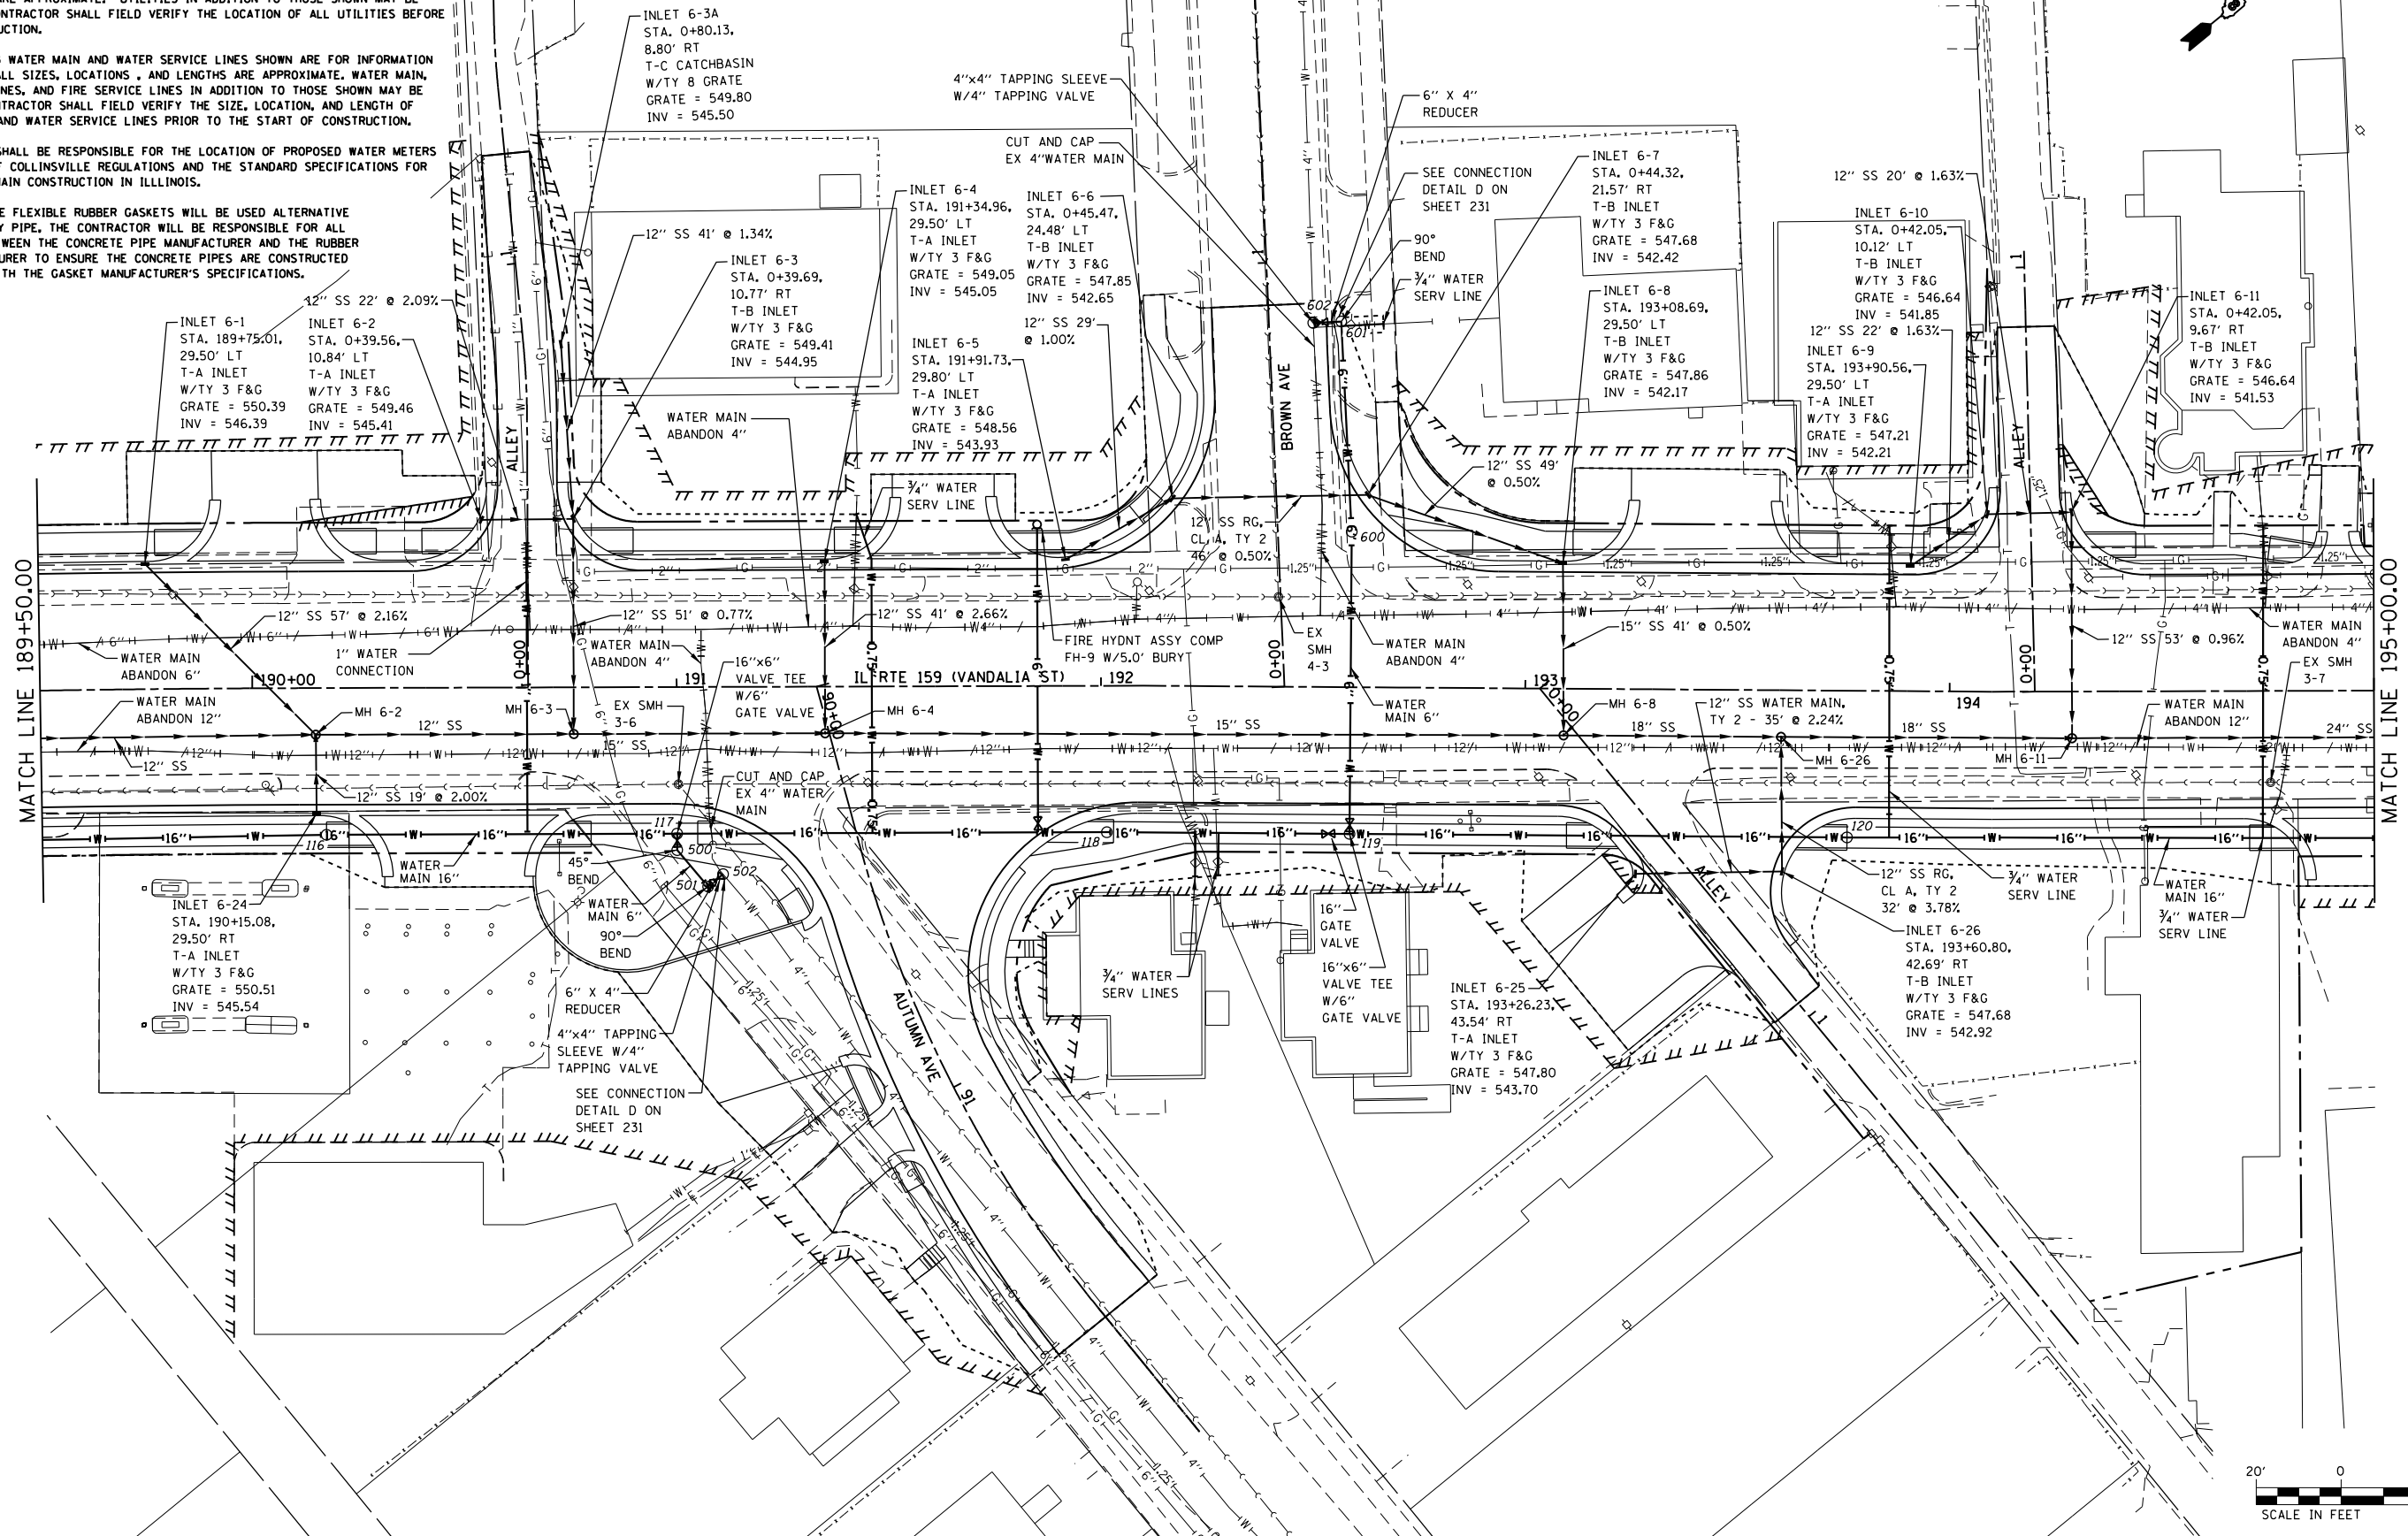 ARE APPROXIMATE. UTILITIES IN ADDITION TO THOSE SHOWN MAY BE
ONTRACTOR SHALL FIELD VERIFY THE LOCATION OF ALL UTILITIES BEFORE
UCTION.
WATER MAIN AND WATER SERVICE LINES SHOWN ARE FOR INFORMATION
ALL SIZES, LOCATIONS , AND LENGTHS ARE APPROXIMATE. WATER MAIN,
NES, AND FIRE SERVICE LINES IN ADDITION TO THOSE SHOWN MAY BE
NTRACTOR SHALL FIELD VERIFY THE SIZE, LOCATION, AND LENGTH OF
AND WATER SERVICE LINES PRIOR TO THE START OF CONSTRUCTION.
SHALL BE RESPONSIBLE FOR THE LOCATION OF PROPOSED WATER METERS
F COLLINSVILLE REGULATIONS AND THE STANDARD SPECIFICATIONS FOR
AIN CONSTRUCTION IN ILLLINOIS.
E FLEXIBLE RUBBER GASKETS WILL BE USED ALTERNATIVE
Y PIPE, THE CONTRACTOR WILL BE RESPONSIBLE FOR ALL
WEEN THE CONCRETE PIPE MANUFACTURER AND THE RUBBER
URER TO ENSURE THE CONCRETE PIPES ARE CONSTRUCTED
TH THE GASKET MANUFACTURER'S SPECIFICATIONS.
INLET 6-3A
STA. 0+80.13,
8.80' RT
T-C CATCHBASIN
W/TY 8 GRATE
GRATE = 549.80
INV = 545.50
4"x4" TAPPING SLEEVE
W/4" TAPPING VALVE
CUT AND CAP
EX 4"WATER MAIN
6" X 4"
REDUCER
SEE CONNECTION
DETAIL D ON
SHEET 231
90°
BEND
3/4" WATER
SERV LINE
INLET 6-7
STA. 0+44.32,
21.57' RT
T-B INLET
W/TY 3 F&G
GRATE = 547.68
INV = 542.42
12" SS 20' @ 1.63%
INLET 6-10
STA. 0+42.05,
10.12' LT
T-B INLET
W/TY 3 F&G
GRATE = 546.64
INV = 541.85
12" SS 22' @ 1.63%
INLET 6-9
STA. 193+90.56,
29.50' LT
T-A INLET
W/TY 3 F&G
GRATE = 547.21
INV = 542.21
INLET 6-11
STA. 0+42.05,
9.67' RT
T-B INLET
W/TY 3 F&G
GRATE = 546.64
INV = 541.53
12" SS 41' @ 1.34%
INLET 6-3
STA. 0+39.69,
10.77' RT
T-B INLET
W/TY 3 F&G
GRATE = 549.41
INV = 544.95
INLET 6-4
STA. 191+34.96,
29.50' LT
T-A INLET
W/TY 3 F&G
GRATE = 549.05
INV = 545.05
INLET 6-6
STA. 0+45.47,
24.48' LT
T-B INLET
W/TY 3 F&G
GRATE = 547.85
INV = 542.65
12" SS 29'
@ 1.00%
INLET 6-5
STA. 191+91.73,
29.80' LT
T-A INLET
W/TY 3 F&G
GRATE = 548.56
INV = 543.93
INLET 6-8
STA. 193+08.69,
29.50' LT
T-B INLET
W/TY 3 F&G
GRATE = 547.86
INV = 542.17
12" SS 22' @ 2.09%
INLET 6-1
STA. 189+75.01,
29.50' LT
T-A INLET
W/TY 3 F&G
GRATE = 550.39
INV = 546.39
INLET 6-2
STA. 0+39.56,
10.84' LT
T-A INLET
W/TY 3 F&G
GRATE = 549.46
INV = 545.41
WATER MAIN
ABANDON 4"
3/4" WATER
SERV LINE
12" SS 49'
@ 0.50%
12" SS RG,
CL A, TY 2
46' @ 0.50%
ALLEY
BROWN AVE
ALLEY
602
601
600
MATCH LINE 189+50.00
MATCH LINE 195+00.00
12" SS 57' @ 2.16%
12" SS 51' @ 0.77%
12" SS 41' @ 2.66%
15" SS 41' @ 0.50%
12" SS 53' @ 0.96%
WATER MAIN
ABANDON 6"
1" WATER
CONNECTION
WATER MAIN
ABANDON 4"
FIRE HYDNT ASSY COMP
FH-9 W/5.0' BURY
EX
SMH
4-3
WATER MAIN
ABANDON 4"
WATER MAIN
ABANDON 4"
EX SMH
3-7
0+00
0+00
0+00
190+00
191
192
193
194
IL RTE 159 (VANDALIA ST)
16"x6"
VALVE TEE
W/6"
GATE VALVE
WATER MAIN
ABANDON 12"
12" SS
MH 6-2
12" SS
MH 6-3
15" SS
EX SMH
3-6
90+00
MH 6-4
15" SS
WATER
MAIN 6"
10+00
MH 6-8
18" SS
12" SS WATER MAIN,
TY 2 - 35' @ 2.24%
MH 6-26
18" SS
MH 6-11
WATER MAIN
ABANDON 12"
24" SS
12" SS 19' @ 2.00%
CUT AND CAP
EX 4" WATER
MAIN
116
117
118
119
120
500
501
502
WATER
MAIN 16"
45°
BEND
WATER
MAIN 6"
90°
BEND
6" X 4"
REDUCER
4"x4" TAPPING
SLEEVE W/4"
TAPPING VALVE
SEE CONNECTION
DETAIL D ON
SHEET 231
INLET 6-24
STA. 190+15.08,
29.50' RT
T-A INLET
W/TY 3 F&G
GRATE = 550.51
INV = 545.54
AUTUMN AVE
91
3/4" WATER
SERV LINES
16"
GATE
VALVE
16"x6"
VALVE TEE
W/6"
GATE VALVE
INLET 6-25
STA. 193+26.23,
43.54' RT
T-A INLET
W/TY 3 F&G
GRATE = 547.80
INV = 543.70
ALLEY
12" SS RG,
CL A, TY 2
32' @ 3.78%
INLET 6-26
STA. 193+60.80,
42.69' RT
T-B INLET
W/TY 3 F&G
GRATE = 547.68
INV = 542.92
3/4" WATER
SERV LINE
WATER
MAIN 16"
3/4" WATER
SERV LINE
20' 0
SCALE IN FEET